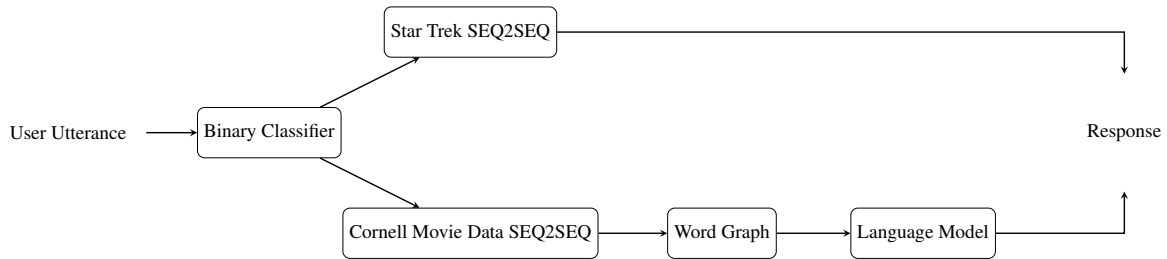 Star Trek SEQ2SEQ
User Utterance
Binary Classifier
Response
Cornell Movie Data SEQ2SEQ
Word Graph
Language Model